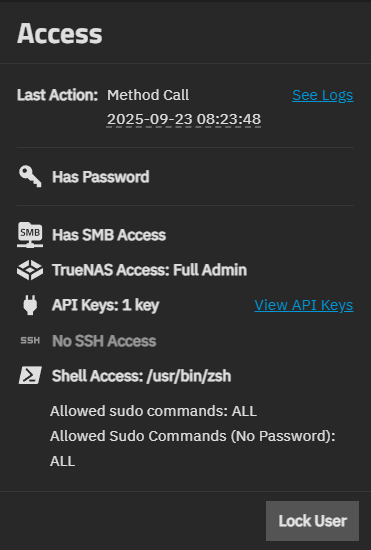 Access
Last Action: Method Call See Logs
2025-09-23 08:23:48
Has Password
SMB Has SMB Access
TrueNAS Access: Full Admin
API Keys: 1 key View API Keys
SSH No SSH Access
Shell Access: /usr/bin/zsh
Allowed sudo commands: ALL
Allowed Sudo Commands (No Password):
ALL
Lock User